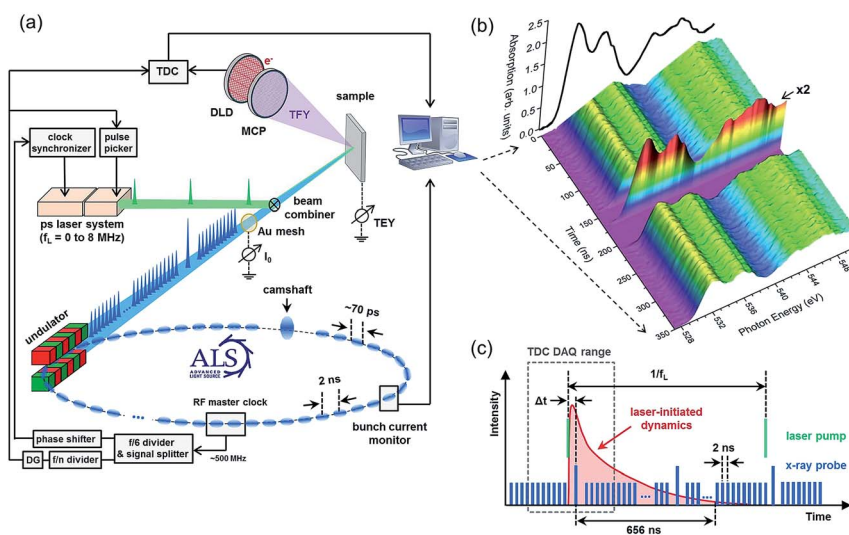 (a)
TDC
e-
DLD
MCP
TFY
sample
clock
synchronizer
pulse
picker
ps laser system
(fL = 0 to 8 MHz)
beam
combiner
Au mesh
I0
TEY
undulator
camshaft
~70 ps
ALS
ADVANCED
LIGHT SOURCE
2 ns
RF master clock
bunch current
monitor
phase shifter
f/6 divider
& signal splitter
~500 MHz
DG
f/n divider
(b)
Absorption (arb. units)
2.5
2.0
1.5
1.0
0.5
0.0
x2
0
50
100
150
200
250
300
350
Time (ns)
528
532
536
540
544
548
Photon Energy (eV)
(c)
TDC DAQ range
1/fL
Δt
Intensity
laser-initiated
dynamics
laser pump
x-ray probe
2 ns
...
...
656 ns
Time